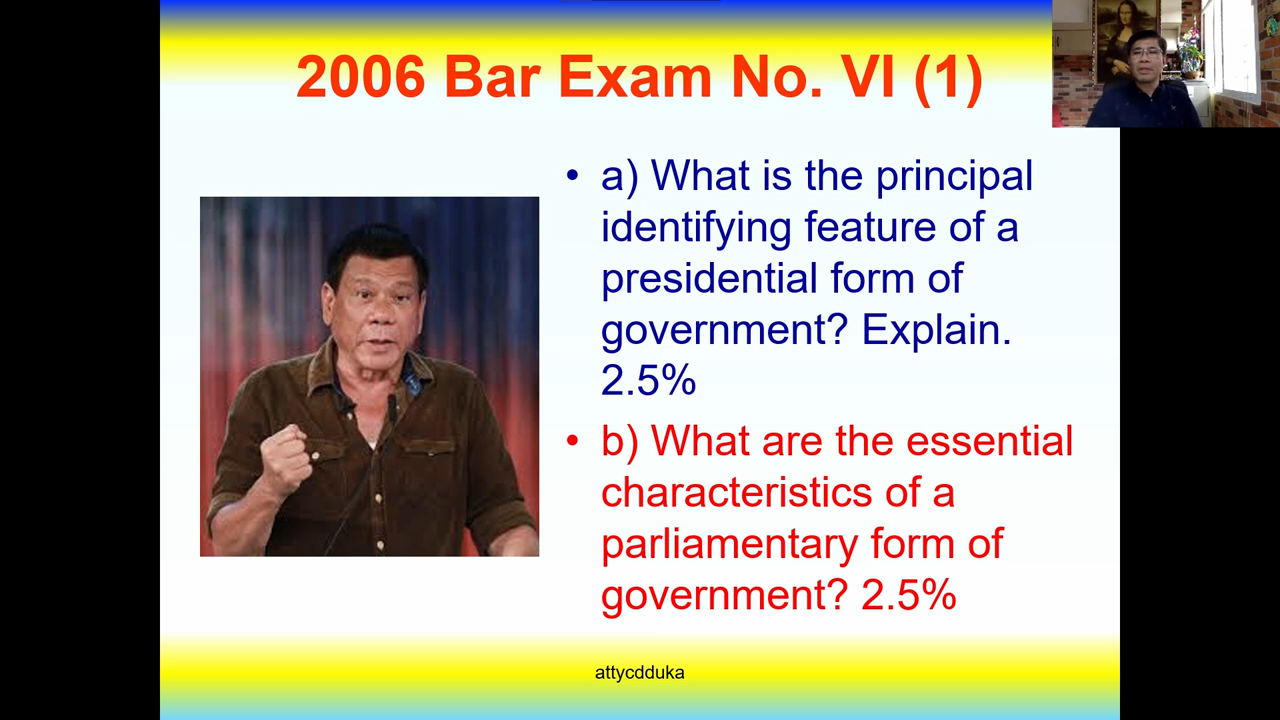 2006 Bar Exam No. VI (1)
• a) What is the principal
identifying feature of a
presidential form of
government? Explain.
2.5%
• b) What are the essential
characteristics of a
parliamentary form of
government? 2.5%
attycdduka